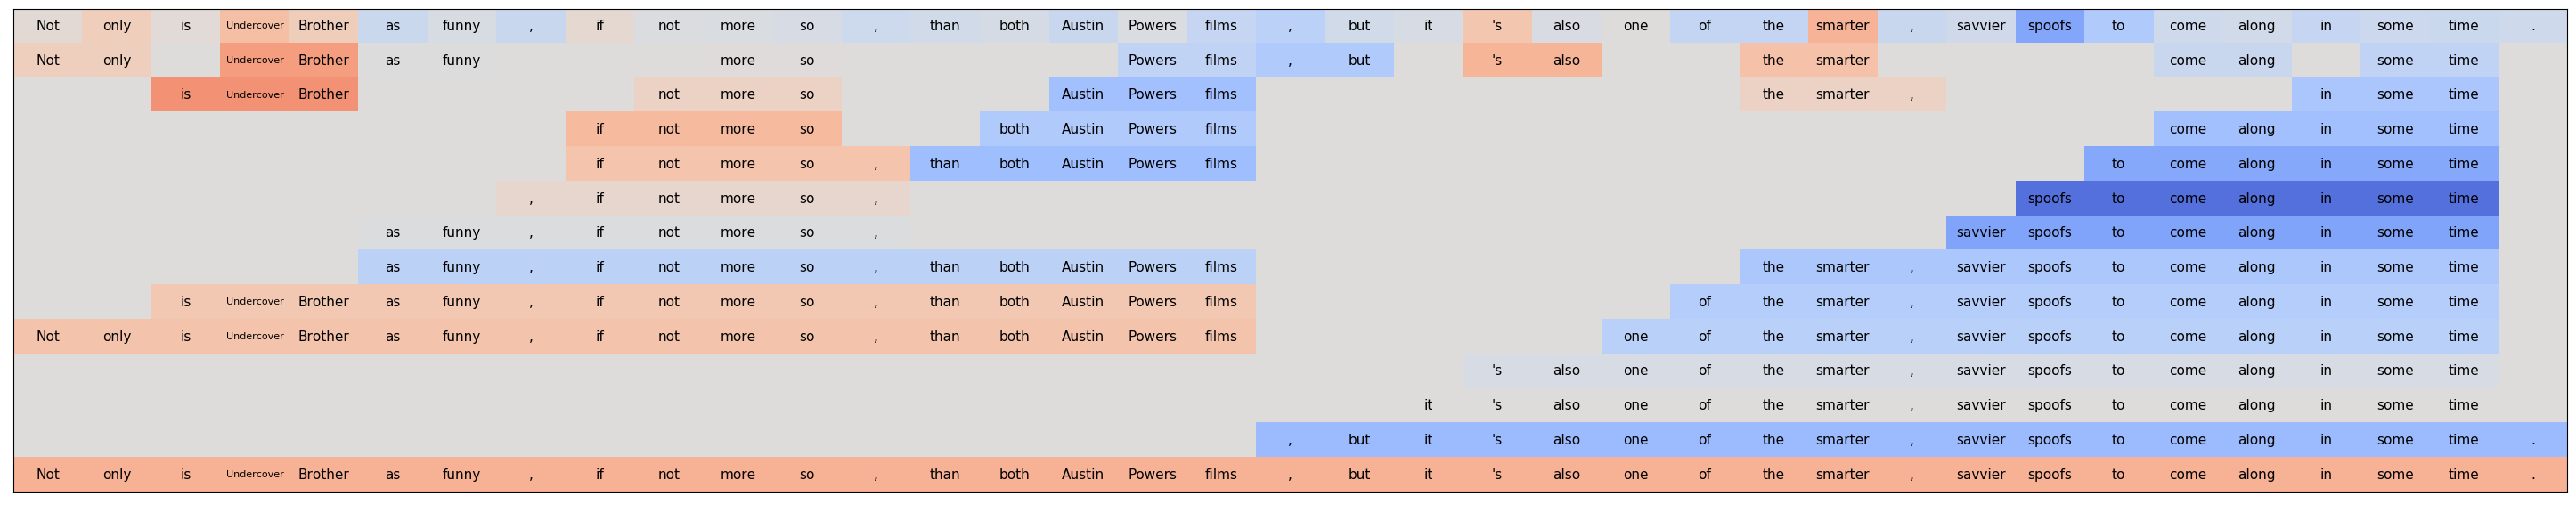 Not only is Undercover Brother as funny , if not more so , than both Austin Powers films , but it 's also one of the smarter , savvier spoofs to come along in some time .
Not only Undercover Brother as funny more so Powers films , but 's also the smarter come along some time
is Undercover Brother not more so Austin Powers films the smarter , in some time
if not more so both Austin Powers films come along in some time
if not more so , than both Austin Powers films to come along in some time
, if not more so , spoofs to come along in some time
as funny , if not more so , savvier spoofs to come along in some time
as funny , if not more so , than both Austin Powers films the smarter , savvier spoofs to come along in some time
is Undercover Brother as funny , if not more so , than both Austin Powers films of the smarter , savvier spoofs to come along in some time
Not only is Undercover Brother as funny , if not more so , than both Austin Powers films one of the smarter , savvier spoofs to come along in some time
's also one of the smarter , savvier spoofs to come along in some time
it 's also one of the smarter , savvier spoofs to come along in some time
, but it 's also one of the smarter , savvier spoofs to come along in some time .
Not only is Undercover Brother as funny , if not more so , than both Austin Powers films , but it 's also one of the smarter , savvier spoofs to come along in some time .